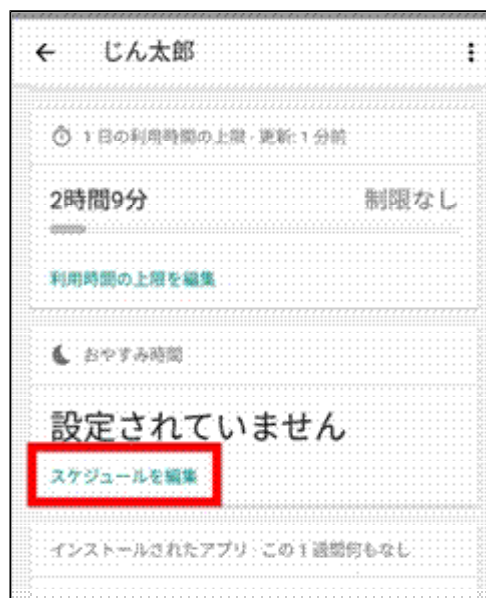 じん太郎
1日の利用時間の上限・更新: 1分前
2時間9分 制限なし
利用時間の上限を編集
おやすみ時間
設定されていません
スケジュールを編集
インストールされたアプリ・この1週間何もなし